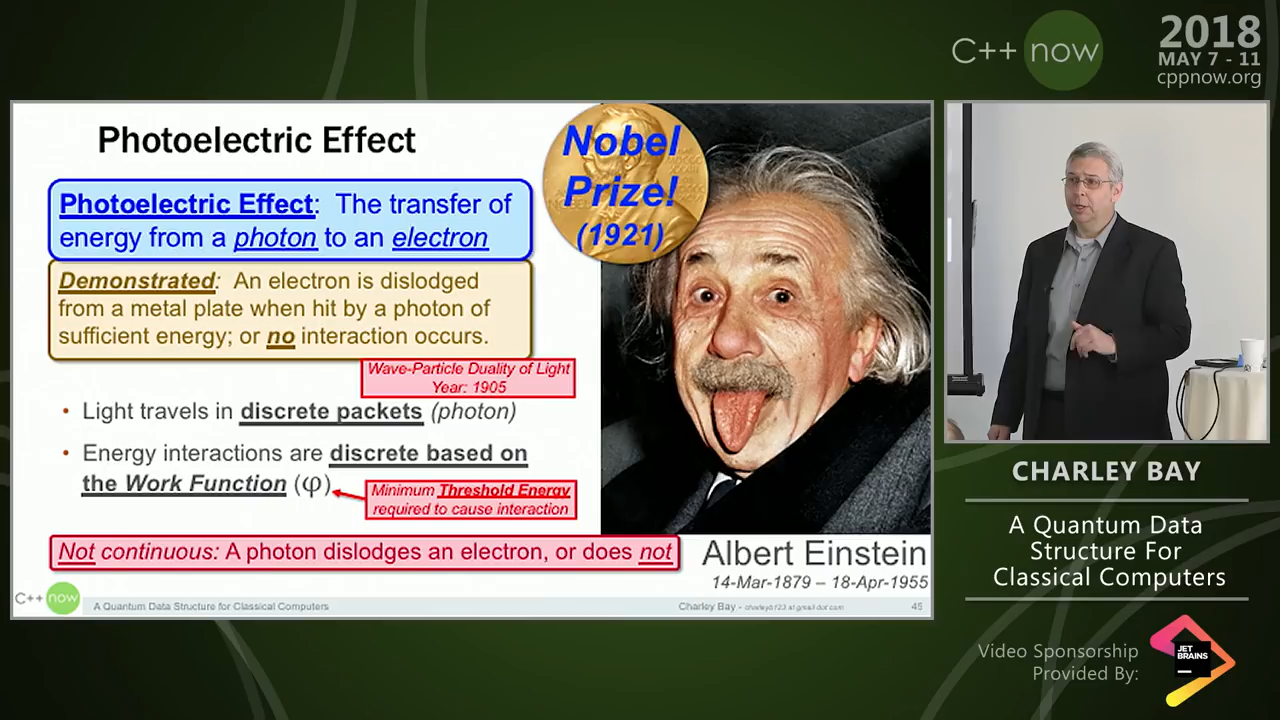 C++ now
2018
MAY 7 - 11
cppnow.org
Photoelectric Effect
Nobel
Prize!
(1921)
Photoelectric Effect: The transfer of
energy from a photon to an electron
Demonstrated: An electron is dislodged
from a metal plate when hit by a photon of
sufficient energy; or no interaction occurs.
Wave-Particle Duality of Light
Year: 1905
• Light travels in discrete packets (photon)
• Energy interactions are discrete based on
the Work Function (φ)
Minimum Threshold Energy
required to cause interaction
Not continuous: A photon dislodges an electron, or does not
Albert Einstein
14-Mar-1879 – 18-Apr-1955
C++ now
A Quantum Data Structure for Classical Computers
Charley Bay -
CHARLEY BAY
A Quantum Data
Structure For
Classical Computers
Video Sponsorship
Provided By:
JET
BRAINS